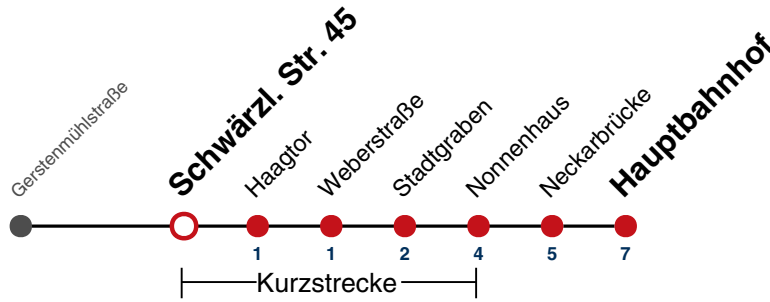 Gerstenmühlstraße
Schwärzl. Str. 45
Haagtor
Weberstraße
Stadtgraben
Nonnenhaus
Neckarbrücke
Hauptbahnhof
1 1 2 4 5 7
Kurzstrecke